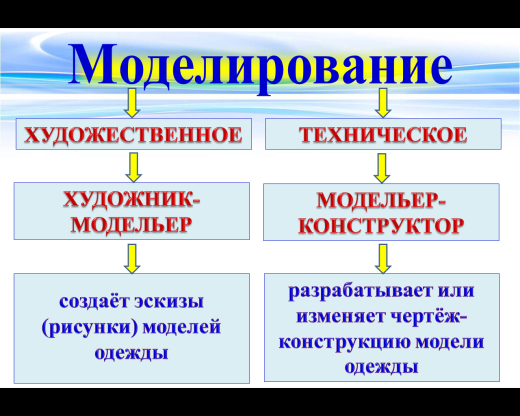 Моделирование
ХУДОЖЕСТВЕННОЕ
ТЕХНИЧЕСКОЕ
ХУДОЖНИК-
МОДЕЛЬЕР
МОДЕЛЬЕР-
КОНСТРУКТОР
создаёт эскизы
(рисунки) моделей
одежды
разрабатывает или
изменяет чертёж-
конструкцию модели
одежды